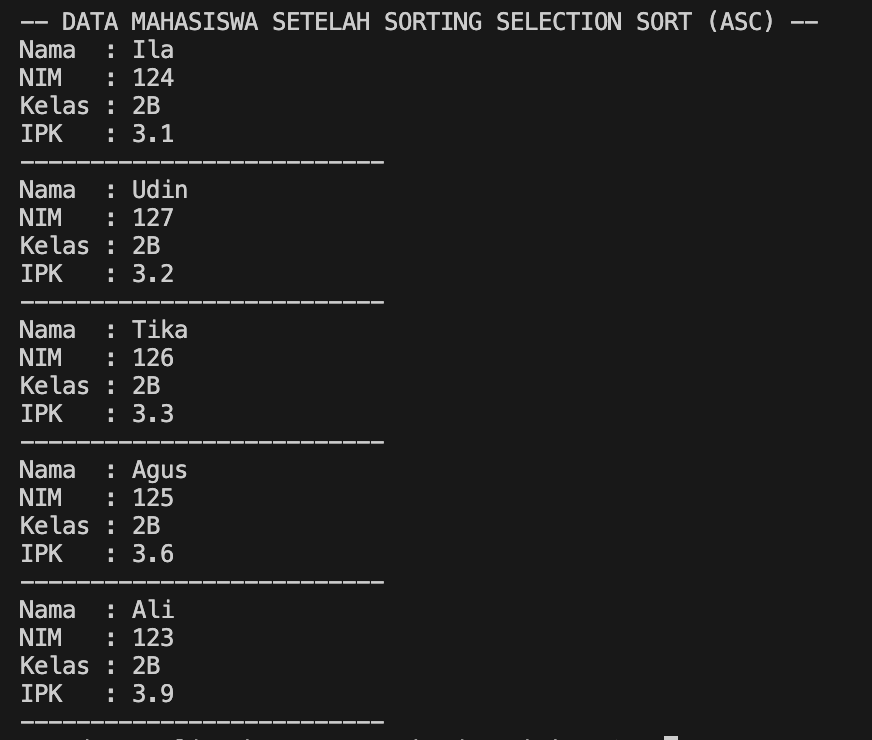 -- DATA MAHASISWA SETELAH SORTING SELECTION SORT (ASC) --
Nama  : Ila
NIM   : 124
Kelas : 2B
IPK   : 3.1
--------------------------
Nama  : Udin
NIM   : 127
Kelas : 2B
IPK   : 3.2
--------------------------
Nama  : Tika
NIM   : 126
Kelas : 2B
IPK   : 3.3
--------------------------
Nama  : Agus
NIM   : 125
Kelas : 2B
IPK   : 3.6
--------------------------
Nama  : Ali
NIM   : 123
Kelas : 2B
IPK   : 3.9
--------------------------